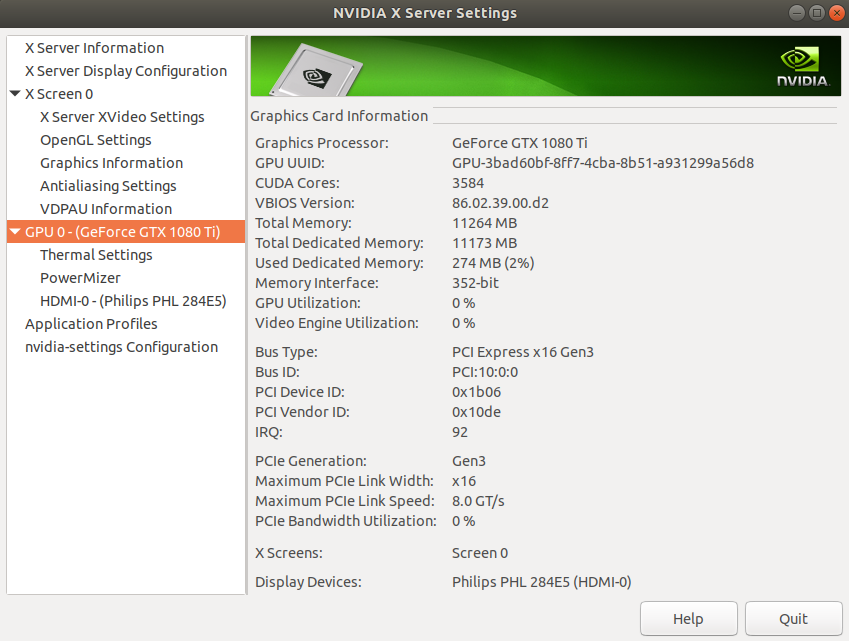 NVIDIA X Server Settings
X Server Information
X Server Display Configuration
X Screen 0
X Server XVideo Settings
OpenGL Settings
Graphics Information
Antialiasing Settings
VDPAU Information
GPU 0 - (GeForce GTX 1080 Ti)
Thermal Settings
PowerMizer
HDMI-0 - (Philips PHL 284E5)
Application Profiles
nvidia-settings Configuration
NVIDIA.
Graphics Card Information
Graphics Processor: GeForce GTX 1080 Ti
GPU UUID: GPU-3bad60bf-8ff7-4cba-8b51-a931299a56d8
CUDA Cores: 3584
VBIOS Version: 86.02.39.00.d2
Total Memory: 11264 MB
Total Dedicated Memory: 11173 MB
Used Dedicated Memory: 274 MB (2%)
Memory Interface: 352-bit
GPU Utilization: 0 %
Video Engine Utilization: 0 %
Bus Type: PCI Express x16 Gen3
Bus ID: PCI:10:0:0
PCI Device ID: 0x1b06
PCI Vendor ID: 0x10de
IRQ: 92
PCIe Generation: Gen3
Maximum PCIe Link Width: x16
Maximum PCIe Link Speed: 8.0 GT/s
PCIe Bandwidth Utilization: 0 %
X Screens: Screen 0
Display Devices: Philips PHL 284E5 (HDMI-0)
Help
Quit